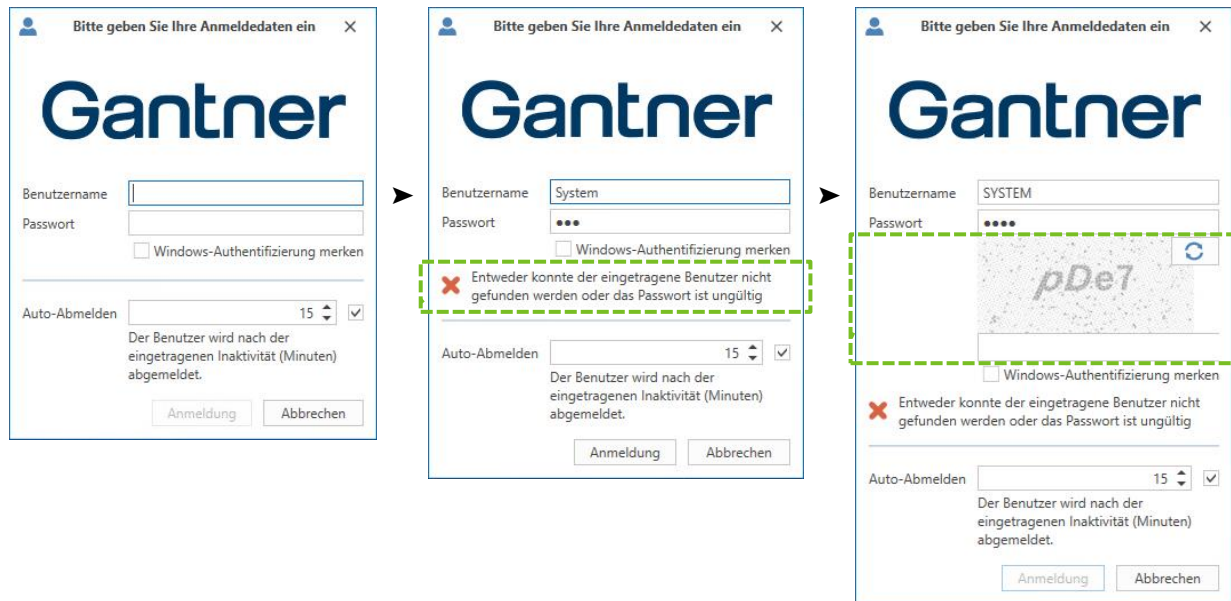 Bitte geben Sie Ihre Anmeldedaten ein
Gantner
Benutzername
Passwort
Windows-Authentifizierung merken
Auto-Abmelden 15
Der Benutzer wird nach der
eingetragenen Inaktivität (Minuten)
abgemeldet.
Anmeldung Abbrechen
Bitte geben Sie Ihre Anmeldedaten ein
Gantner
Benutzername System
Passwort
Windows-Authentifizierung merken
Entweder konnte der eingetragene Benutzer nicht
gefunden werden oder das Passwort ist ungültig
Auto-Abmelden 15
Der Benutzer wird nach der
eingetragenen Inaktivität (Minuten)
abgemeldet.
Anmeldung Abbrechen
Bitte geben Sie Ihre Anmeldedaten ein
Gantner
Benutzername SYSTEM
Passwort
pDe7
Windows-Authentifizierung merken
Entweder konnte der eingetragene Benutzer nicht
gefunden werden oder das Passwort ist ungültig
Auto-Abmelden 15
Der Benutzer wird nach der
eingetragenen Inaktivität (Minuten)
abgemeldet.
Anmeldung Abbrechen